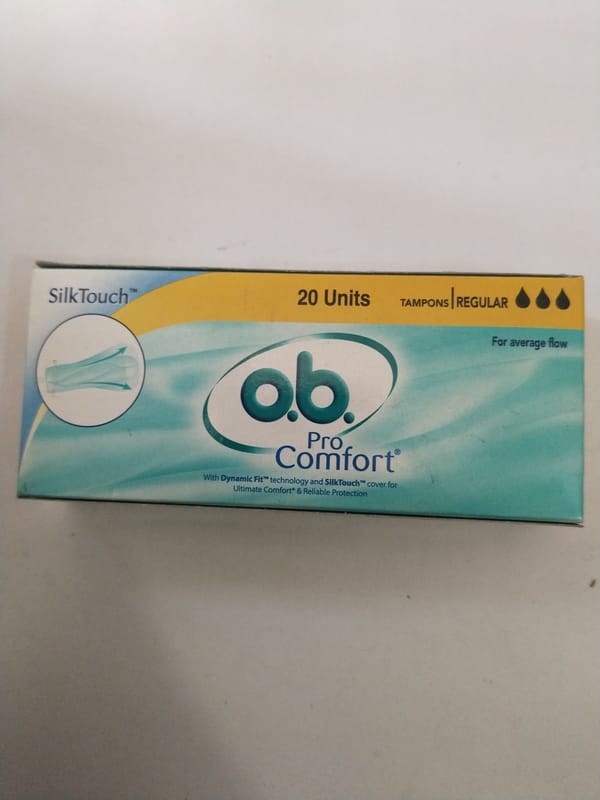 SilkTouch™
20 Units
TAMPONS | REGULAR
For average flow
o.b.
Pro
Comfort®
With Dynamic Fit™ technology and SilkTouch™ cover for
Ultimate Comfort* & Reliable Protection